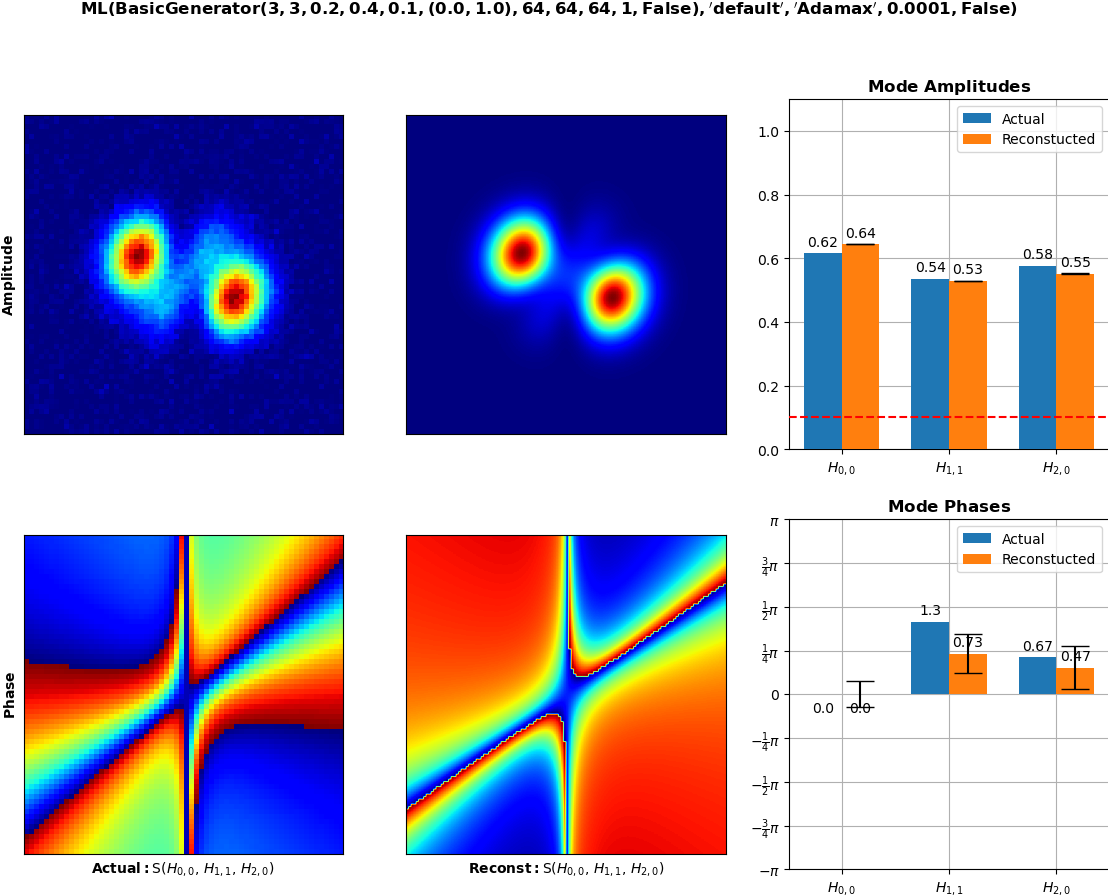 ML(BasicGenerator(3, 3, 0.2, 0.4, 0.1, (0.0, 1.0), 64, 64, 64, 1, False), ′default′, ′Adamax′, 0.0001, False)
Amplitude
Mode Amplitudes
Actual
Reconstucted
1.0
0.8
0.6
0.4
0.2
0.0
0.62
0.64
0.54
0.53
0.58
0.55
H0,0
H1,1
H2,0
Phase
Actual: S(H0,0, H1,1, H2,0)
Reconst: S(H0,0, H1,1, H2,0)
Mode Phases
Actual
Reconstucted
π
3/4π
1/2π
1/4π
0
−1/4π
−1/2π
−3/4π
−π
0.0
0.0
1.3
0.73
0.67
0.47
H0,0
H1,1
H2,0